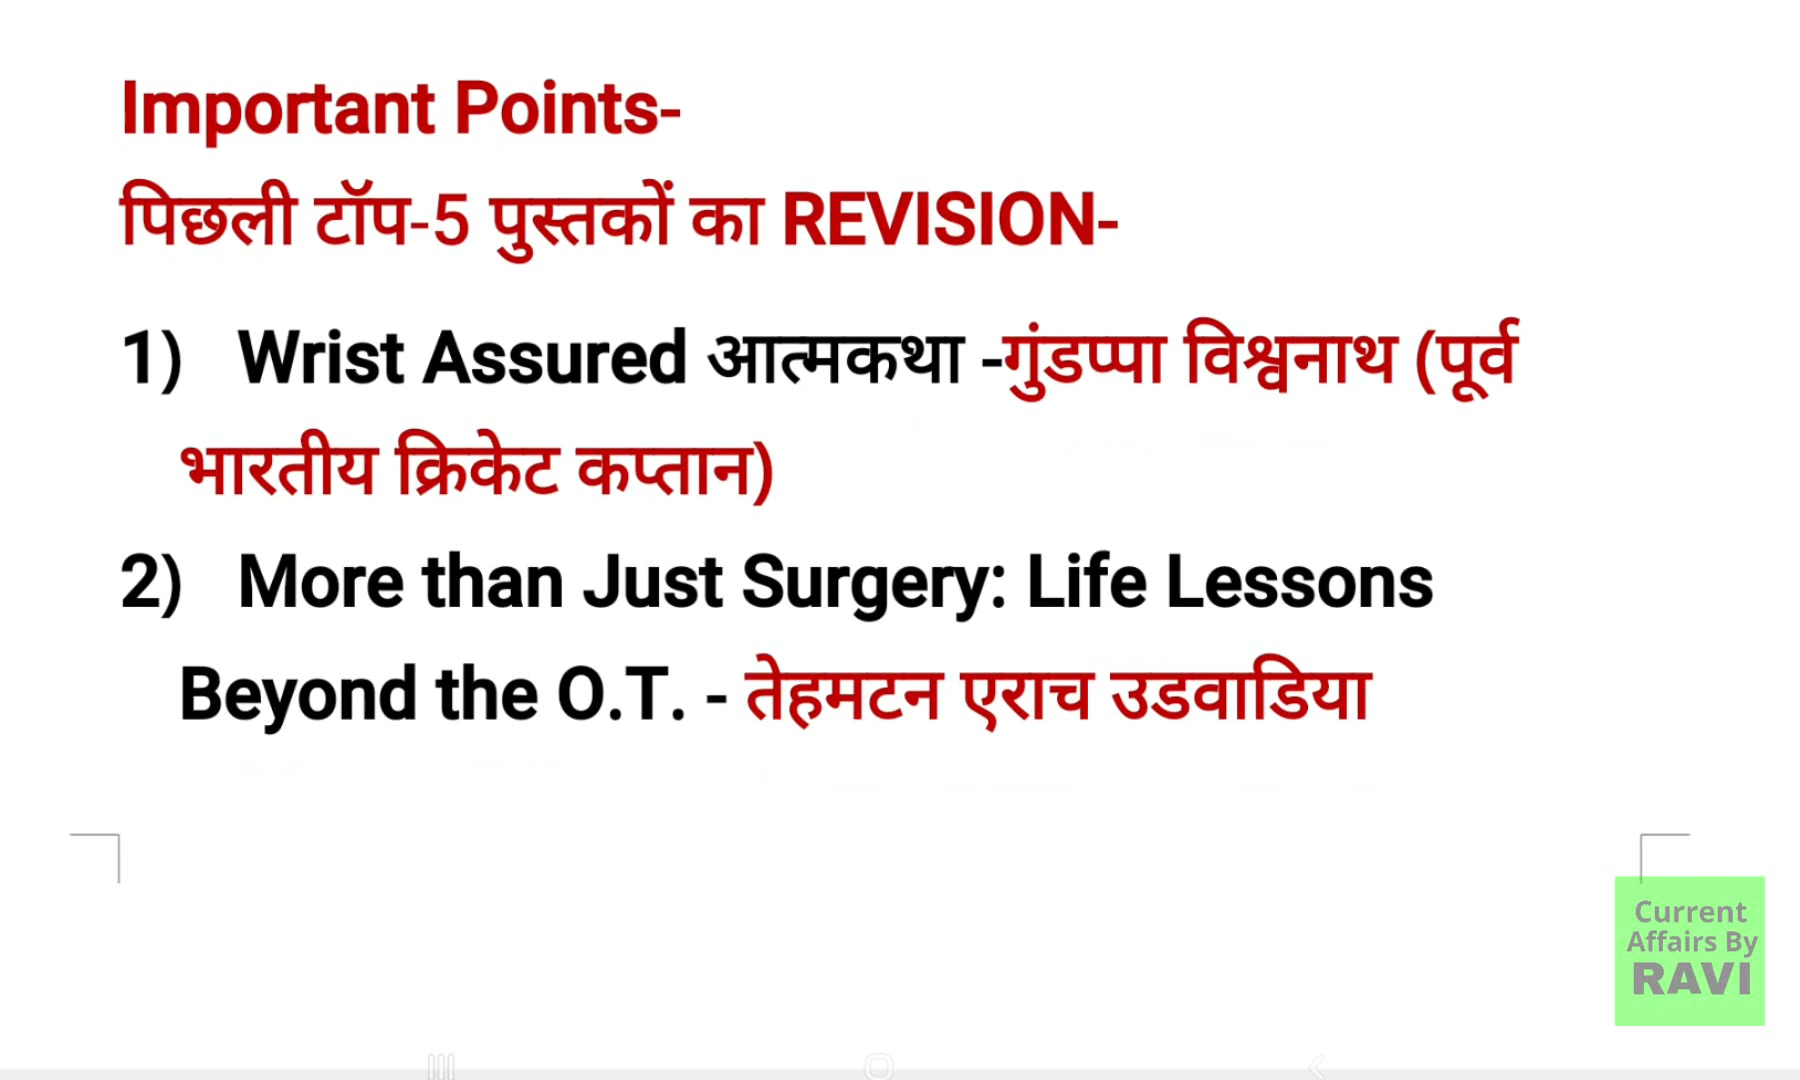 Important Points-
पिछली टॉप-5 पुस्तकों का REVISION-
1) Wrist Assured आत्मकथा -गुंडप्पा विश्वनाथ (पूर्व
भारतीय क्रिकेट कप्तान)
2) More than Just Surgery: Life Lessons
Beyond the O.T. - तेहमटन एराच उडवाडिया
Current
Affairs By
RAVI